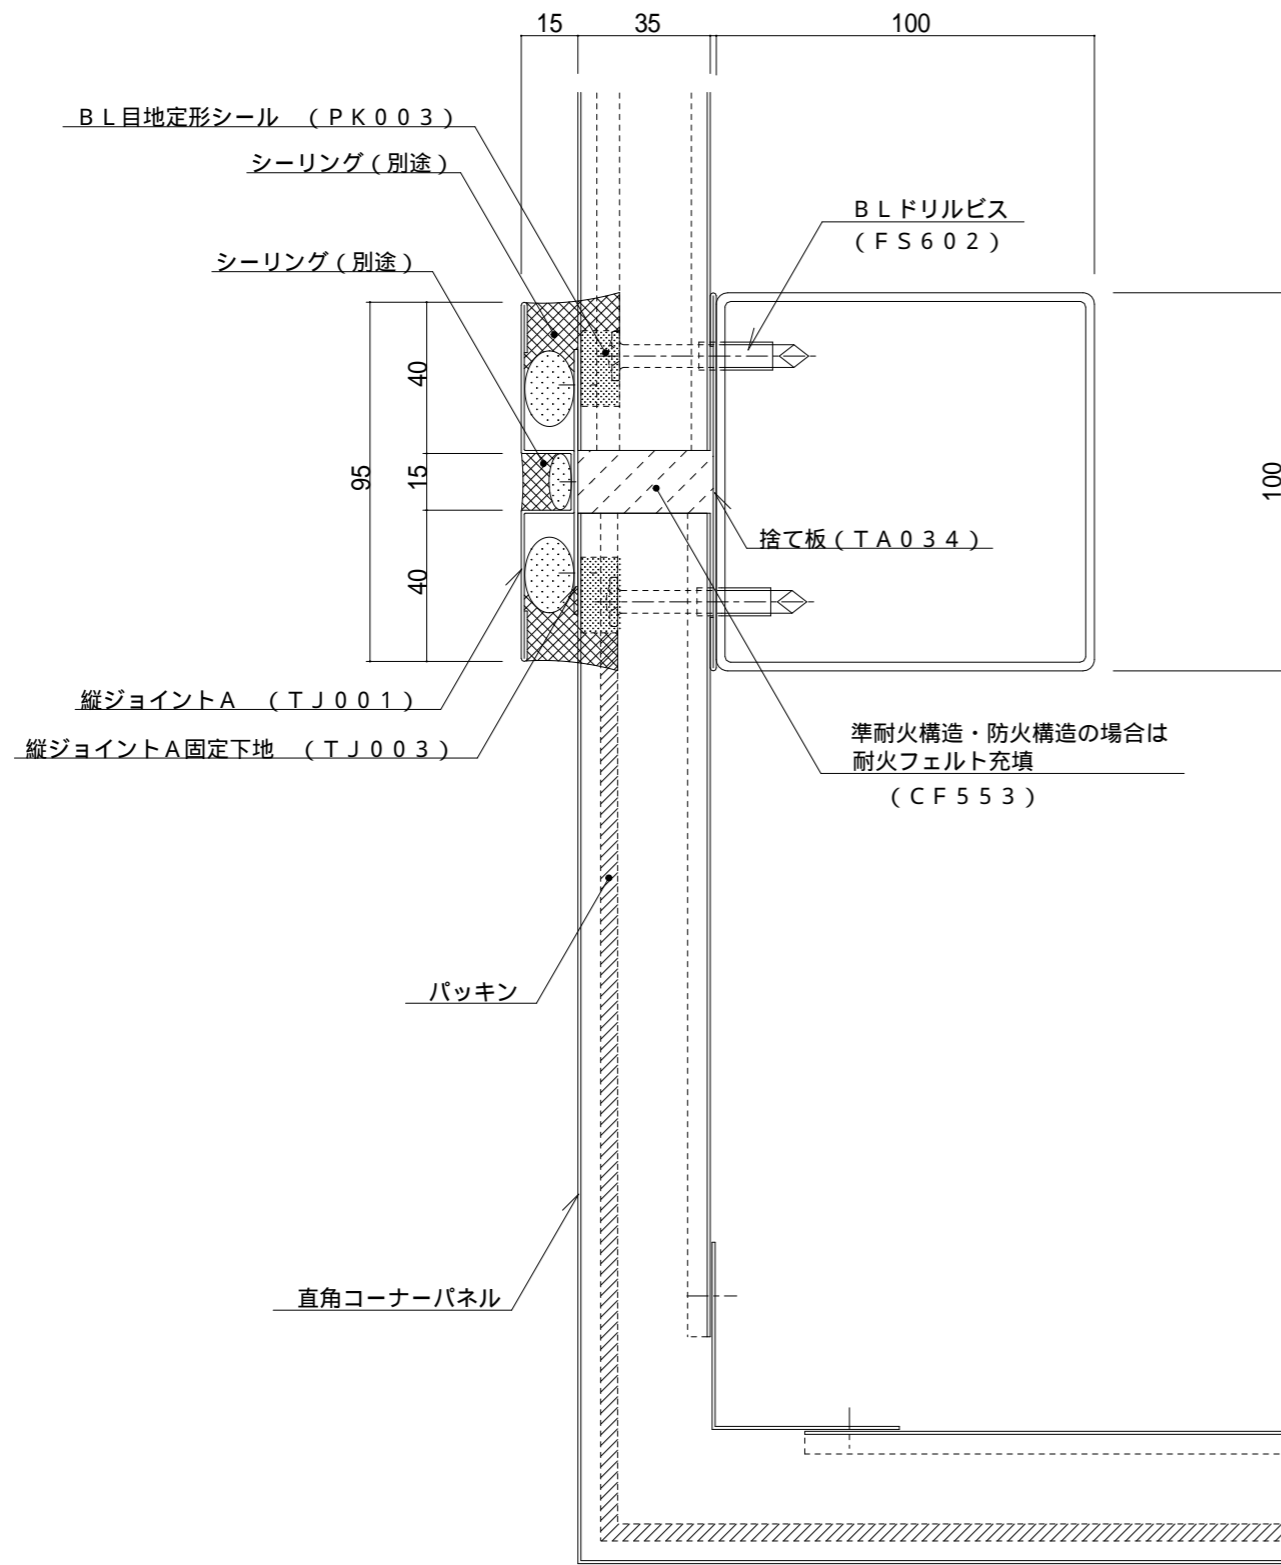 15 35 100
ＢＬ目地定形シール （ＰＫ００３）
シーリング（別途）
ＢＬドリルビス
（ＦＳ６０２）
シーリング（別途）
40
95
15
100
捨て板（ＴＡ０３４）
40
縦ジョイントＡ （ＴＪ００１）
縦ジョイントＡ固定下地 （ＴＪ００３）
準耐火構造・防火構造の場合は
耐火フェルト充填
（ＣＦ５５３）
パッキン
直角コーナーパネル